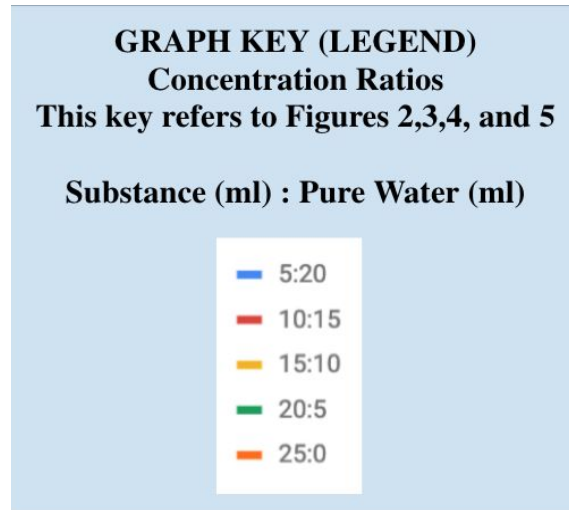 GRAPH KEY (LEGEND)
Concentration Ratios
This key refers to Figures 2,3,4, and 5
Substance (ml) : Pure Water (ml)
5:20
10:15
15:10
20:5
25:0